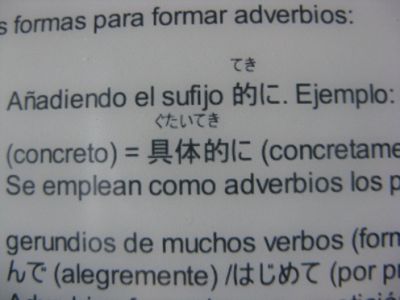 s formas para formar adverbios:
てき
Añadiendo el sufijo 的に. Ejemplo:
ぐたいてき
(concreto) = 具体的に (concretame
Se emplean como adverbios los p
gerundios de muchos verbos (form
んで (alegremente) /はじめて (por pr